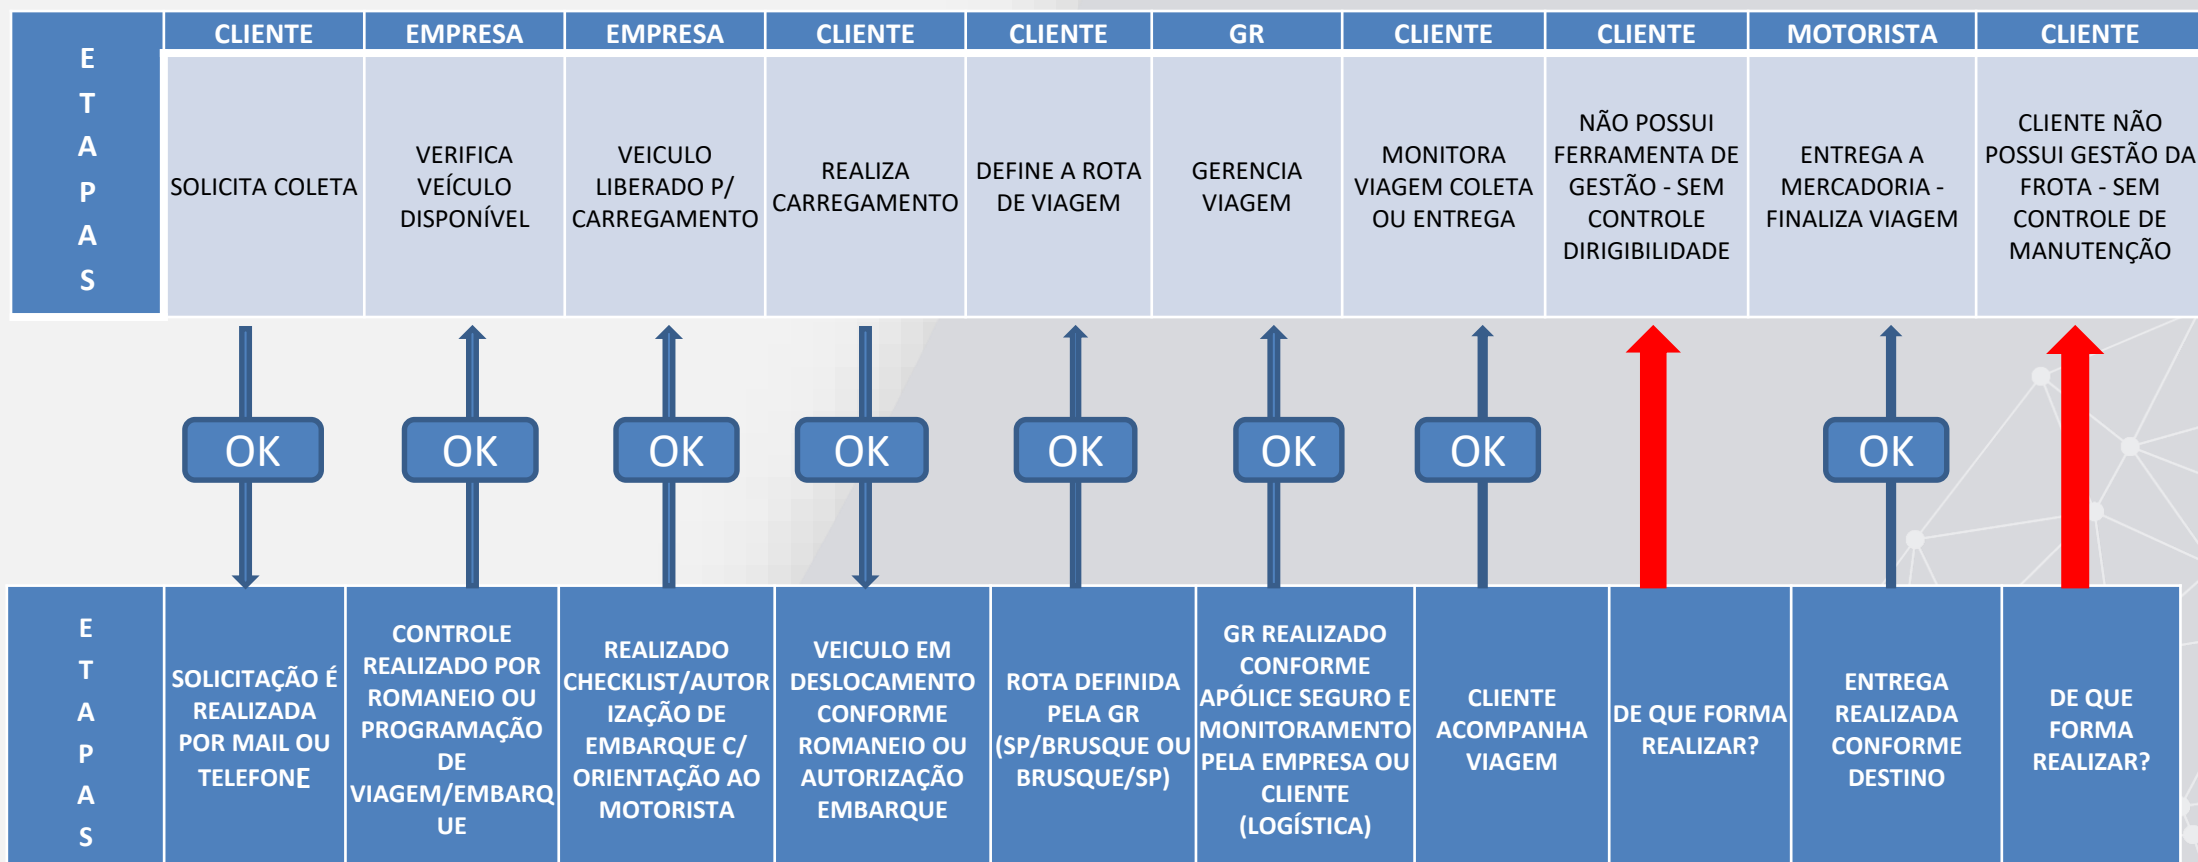 E
T
A
P
A
S
CLIENTE
SOLICITA COLETA
EMPRESA
VERIFICA
VEÍCULO
DISPONÍVEL
EMPRESA
VEICULO
LIBERADO P/
CARREGAMENTO
CLIENTE
REALIZA
CARREGAMENTO
CLIENTE
DEFINE A ROTA
DE VIAGEM
GR
GERENCIA
VIAGEM
CLIENTE
MONITORA
VIAGEM COLETA
OU ENTREGA
CLIENTE
NÃO POSSUI
FERRAMENTA DE
GESTÃO - SEM
CONTROLE
DIRIGIBILIDADE
MOTORISTA
ENTREGA A
MERCADORIA -
FINALIZA VIAGEM
CLIENTE
CLIENTE NÃO
POSSUI GESTÃO DA
FROTA - SEM
CONTROLE DE
MANUTENÇÃO
OK
OK
OK
OK
OK
OK
OK
OK
E
T
A
P
A
S
SOLICITAÇÃO É
REALIZADA
POR MAIL OU
TELEFONE
CONTROLE
REALIZADO POR
ROMANEIO OU
PROGRAMAÇÃO
DE
VIAGEM/EMBARQ
UE
REALIZADO
CHECKLIST/AUTOR
IZAÇÃO DE
EMBARQUE C/
ORIENTAÇÃO AO
MOTORISTA
VEICULO EM
DESLOCAMENTO
CONFORME
ROMANEIO OU
AUTORIZAÇÃO
EMBARQUE
ROTA DEFINIDA
PELA GR
(SP/BRUSQUE OU
BRUSQUE/SP)
GR REALIZADO
CONFORME
APÓLICE SEGURO E
MONITORAMENTO
PELA EMPRESA OU
CLIENTE
(LOGÍSTICA)
CLIENTE
ACOMPANHA
VIAGEM
DE QUE FORMA
REALIZAR?
ENTREGA
REALIZADA
CONFORME
DESTINO
DE QUE
FORMA
REALIZAR?